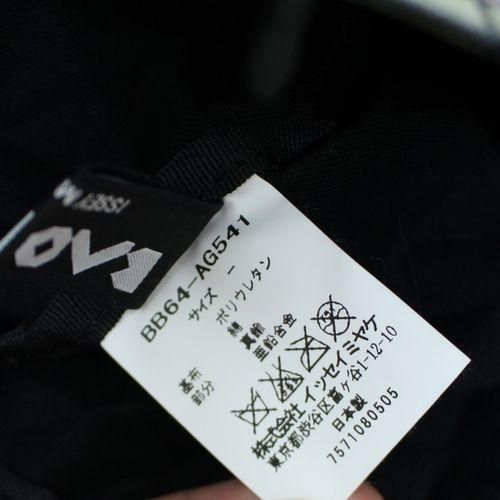 BAO
ISSEY M
BB64-AG541
サイズ －
ポリウレタン
基布 綿
部分 真鍮
亜鉛合金
株式会社 イッセイミヤケ
東京都渋谷区富ヶ谷1-12-10
日本製
7571080505